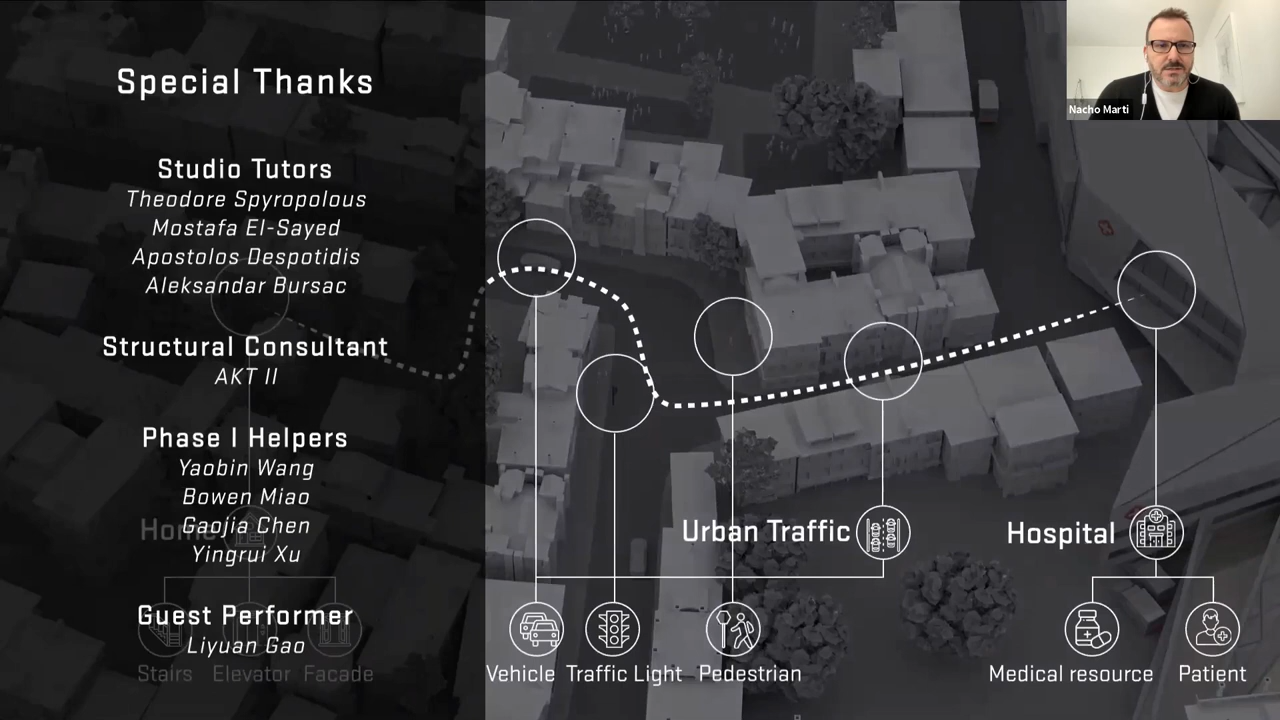 Special Thanks
Studio Tutors
Theodore Spyropolous
Mostafa El-Sayed
Apostolos Despotidis
Aleksandar Bursac
Structural Consultant
AKT II
Phase I Helpers
Yaobin Wang
Bowen Miao
Gaojia Chen
Yingrui Xu
Guest Performer
Liyuan Gao
Home
Stairs Elevator Facade
Urban Traffic
Vehicle Traffic Light Pedestrian
Hospital
Medical resource Patient
Nacho Marti